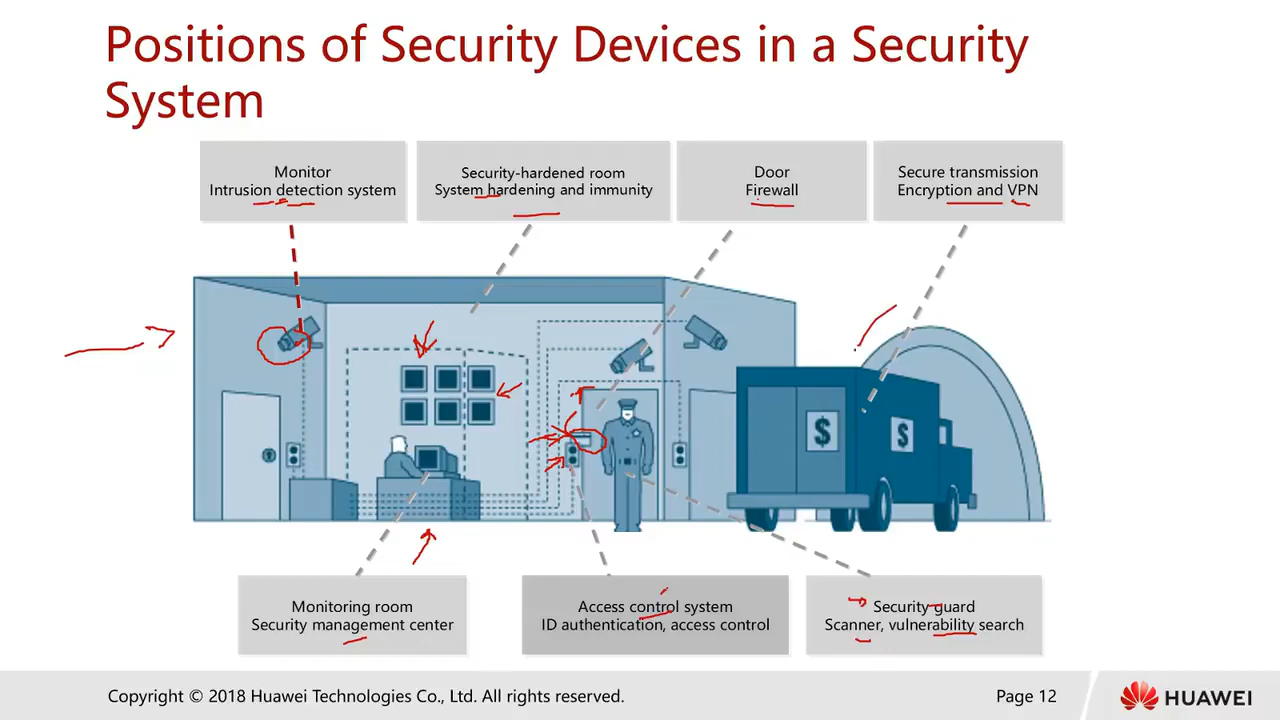 Positions of Security Devices in a Security
System
Monitor
Intrusion detection system
Security-hardened room
System hardening and immunity
Door
Firewall
Secure transmission
Encryption and VPN
$
$
Monitoring room
Security management center
Access control system
ID authentication, access control
Security guard
Scanner, vulnerability search
Copyright © 2018 Huawei Technologies Co., Ltd. All rights reserved.
Page 12
HUAWEI